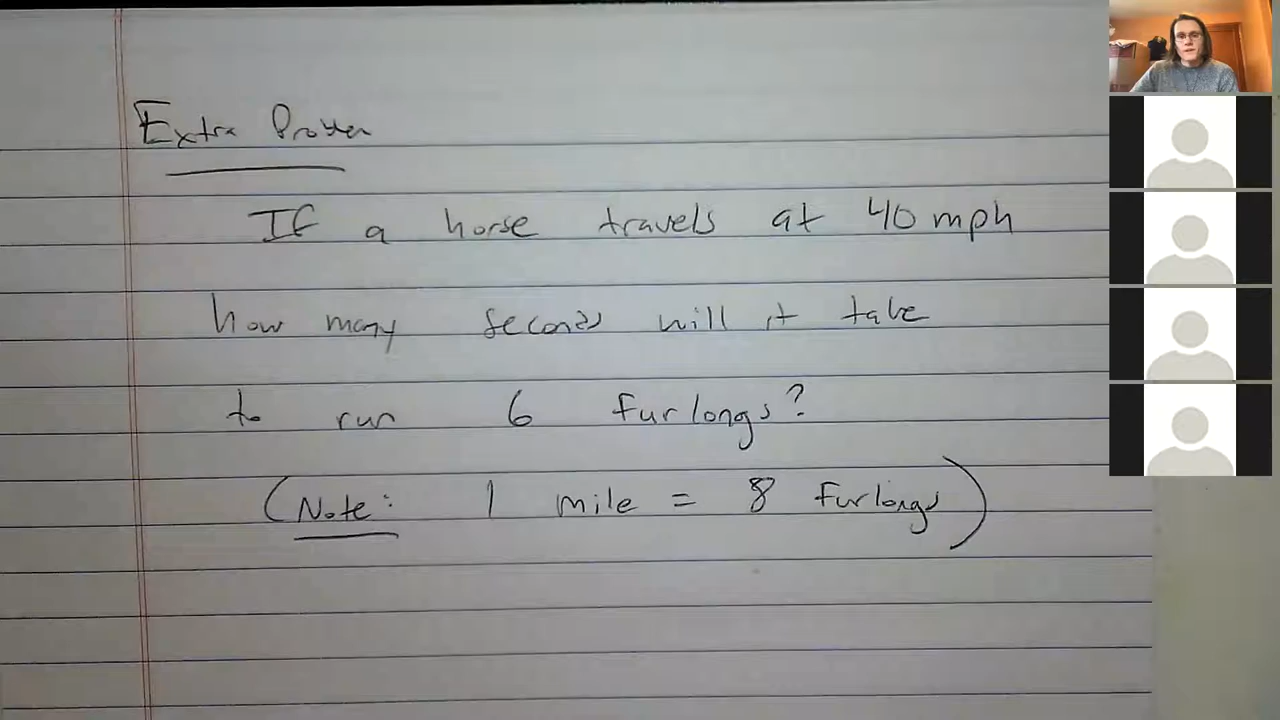 Extra Problem
If a horse travels at 40 mph
how many seconds will it take
to run 6 furlongs?
(Note: 1 mile = 8 furlongs)